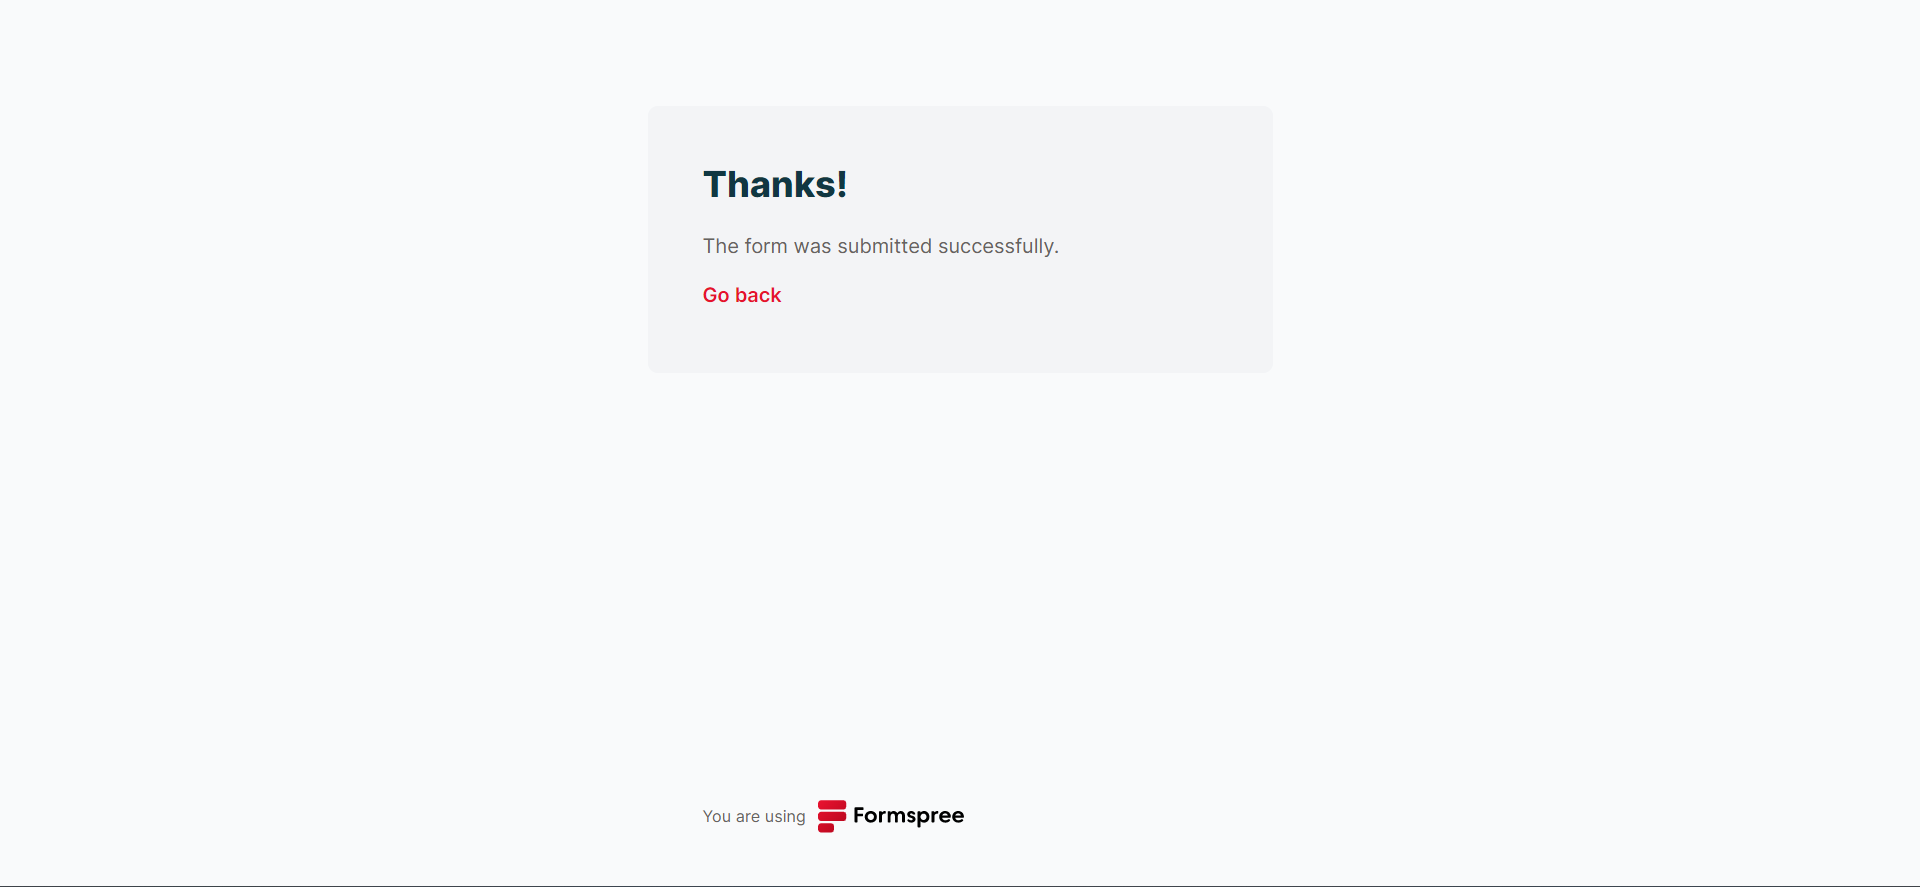 Thanks!
The form was submitted successfully.
Go back
You are using Formspree